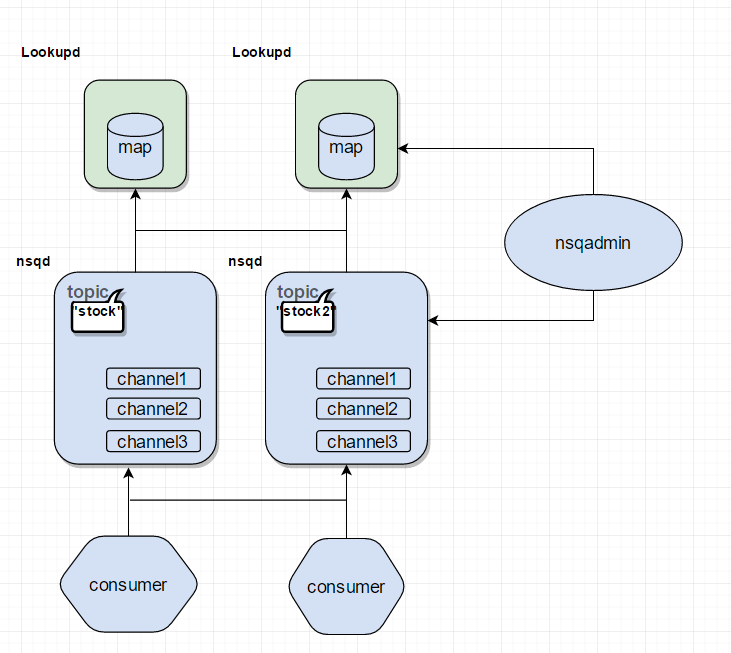 Lookupd
Lookupd
map
map
nsqadmin
nsqd
nsqd
topic
"stock"
topic
"stock2"
channel1
channel2
channel3
channel1
channel2
channel3
consumer
consumer